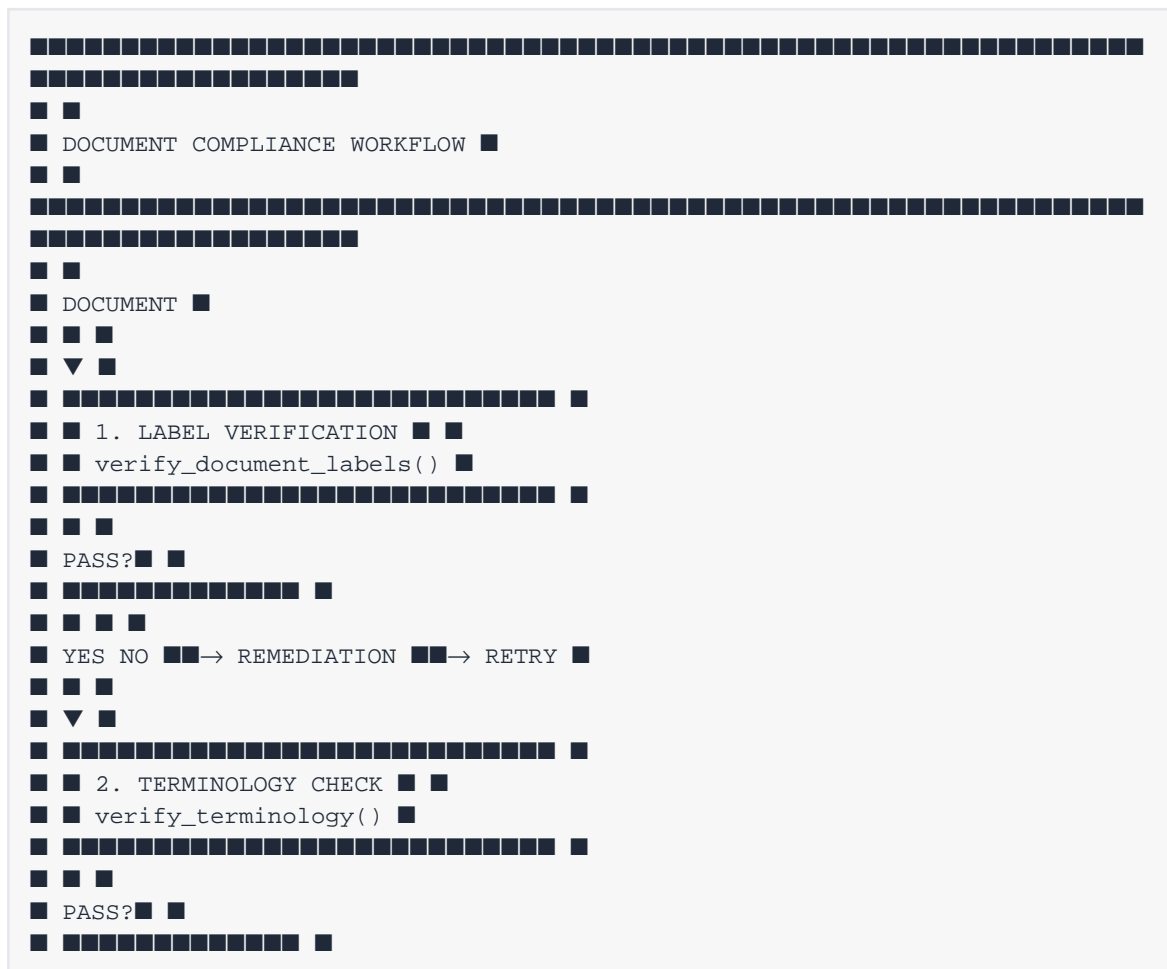 ■■■■■■■■■■■■■■■■■■■■■■■■■■■■■■■■■■■■■■■■■■■■■■■■■■■■■■■■■■■■■
■■■■■■■■■■■■■■■■■■
■ ■
■ DOCUMENT COMPLIANCE WORKFLOW ■
■ ■
■■■■■■■■■■■■■■■■■■■■■■■■■■■■■■■■■■■■■■■■■■■■■■■■■■■■■■■■■■■■■
■■■■■■■■■■■■■■■■■■
■ ■
■ DOCUMENT ■
■ ■ ■
■ ▼ ■
■ ■■■■■■■■■■■■■■■■■■■■■■■■■■■ ■
■ ■ 1. LABEL VERIFICATION ■ ■
■ ■ verify_document_labels() ■
■ ■■■■■■■■■■■■■■■■■■■■■■■■■■■ ■
■ ■ ■
■ PASS?■ ■
■ ■■■■■■■■■■■■■ ■
■ ■ ■ ■
■ YES NO ■■→ REMEDIATION ■■→ RETRY ■
■ ■ ■
■ ▼ ■
■ ■■■■■■■■■■■■■■■■■■■■■■■■■■■ ■
■ ■ 2. TERMINOLOGY CHECK ■ ■
■ ■ verify_terminology() ■
■ ■■■■■■■■■■■■■■■■■■■■■■■■■■■ ■
■ ■ ■
■ PASS?■ ■
■ ■■■■■■■■■■■■■ ■